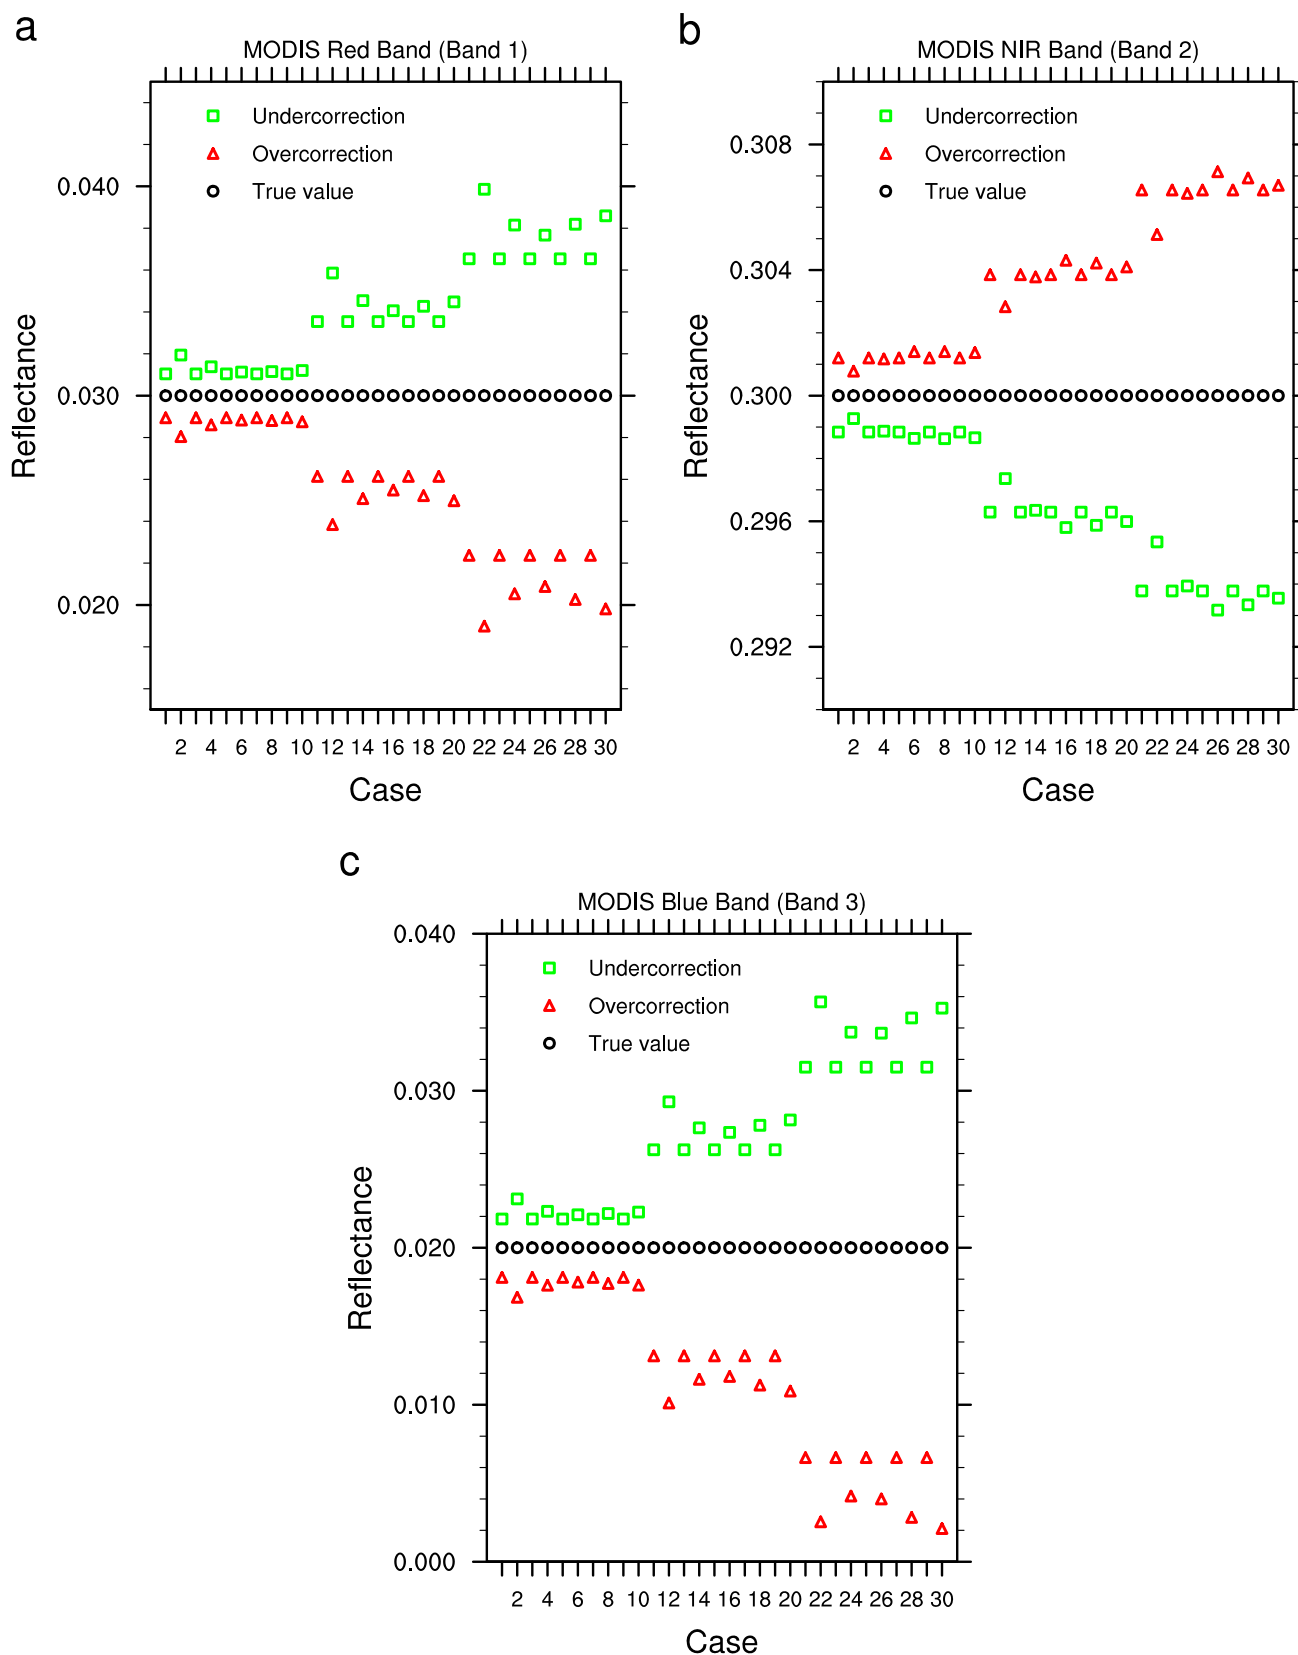 a
MODIS Red Band (Band 1)
Undercorrection
Overcorrection
True value
0.040
0.030
0.020
Reflectance
2 4 6 8 10 12 14 16 18 20 22 24 26 28 30
Case
b
MODIS NIR Band (Band 2)
Undercorrection
Overcorrection
True value
0.308
0.304
0.300
0.296
0.292
Reflectance
2 4 6 8 10 12 14 16 18 20 22 24 26 28 30
Case
c
MODIS Blue Band (Band 3)
Undercorrection
Overcorrection
True value
0.040
0.030
0.020
0.010
0.000
Reflectance
2 4 6 8 10 12 14 16 18 20 22 24 26 28 30
Case